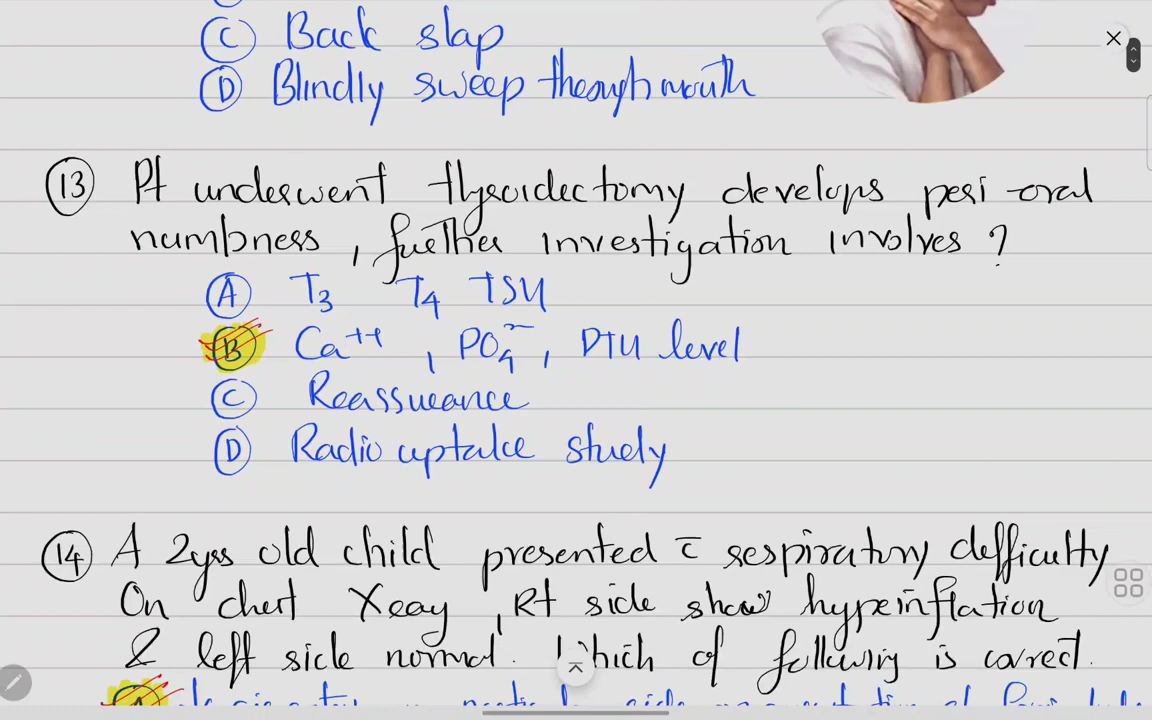 C Back slap
D Blindly sweep through mouth
13 Pt underwent thyroidectomy develops peri-oral
numbness, further investigation involves?
A T3 T4 TSH
B Ca++, PO4-, PTH level
C Reassurance
D Radio uptake study
14 A 2yrs old child presented c̄ respiratory defficulty
On chest Xray, Rt side show hypeinflation
& left side normal. Which of following is correct.